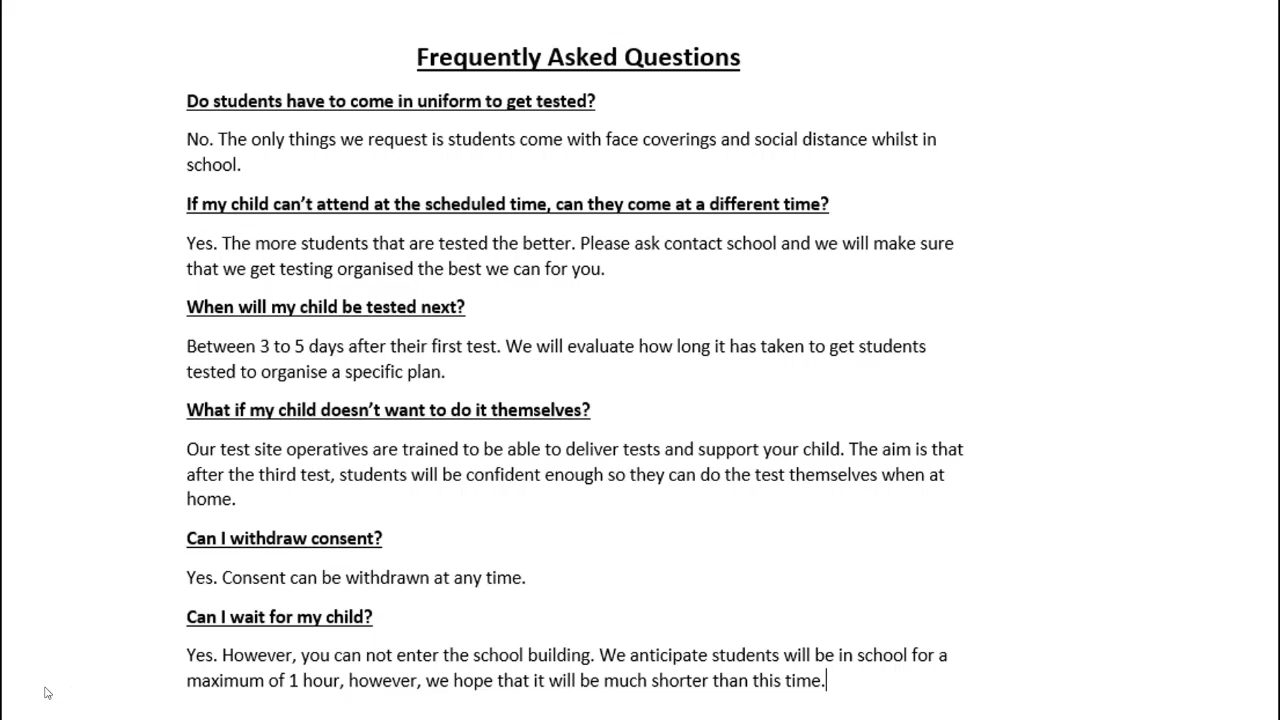 Frequently Asked Questions
Do students have to come in uniform to get tested?
No. The only things we request is students come with face coverings and social distance whilst in
school.
If my child can’t attend at the scheduled time, can they come at a different time?
Yes. The more students that are tested the better. Please ask contact school and we will make sure
that we get testing organised the best we can for you.
When will my child be tested next?
Between 3 to 5 days after their first test. We will evaluate how long it has taken to get students
tested to organise a specific plan.
What if my child doesn’t want to do it themselves?
Our test site operatives are trained to be able to deliver tests and support your child. The aim is that
after the third test, students will be confident enough so they can do the test themselves when at
home.
Can I withdraw consent?
Yes. Consent can be withdrawn at any time.
Can I wait for my child?
Yes. However, you can not enter the school building. We anticipate students will be in school for a
maximum of 1 hour, however, we hope that it will be much shorter than this time.